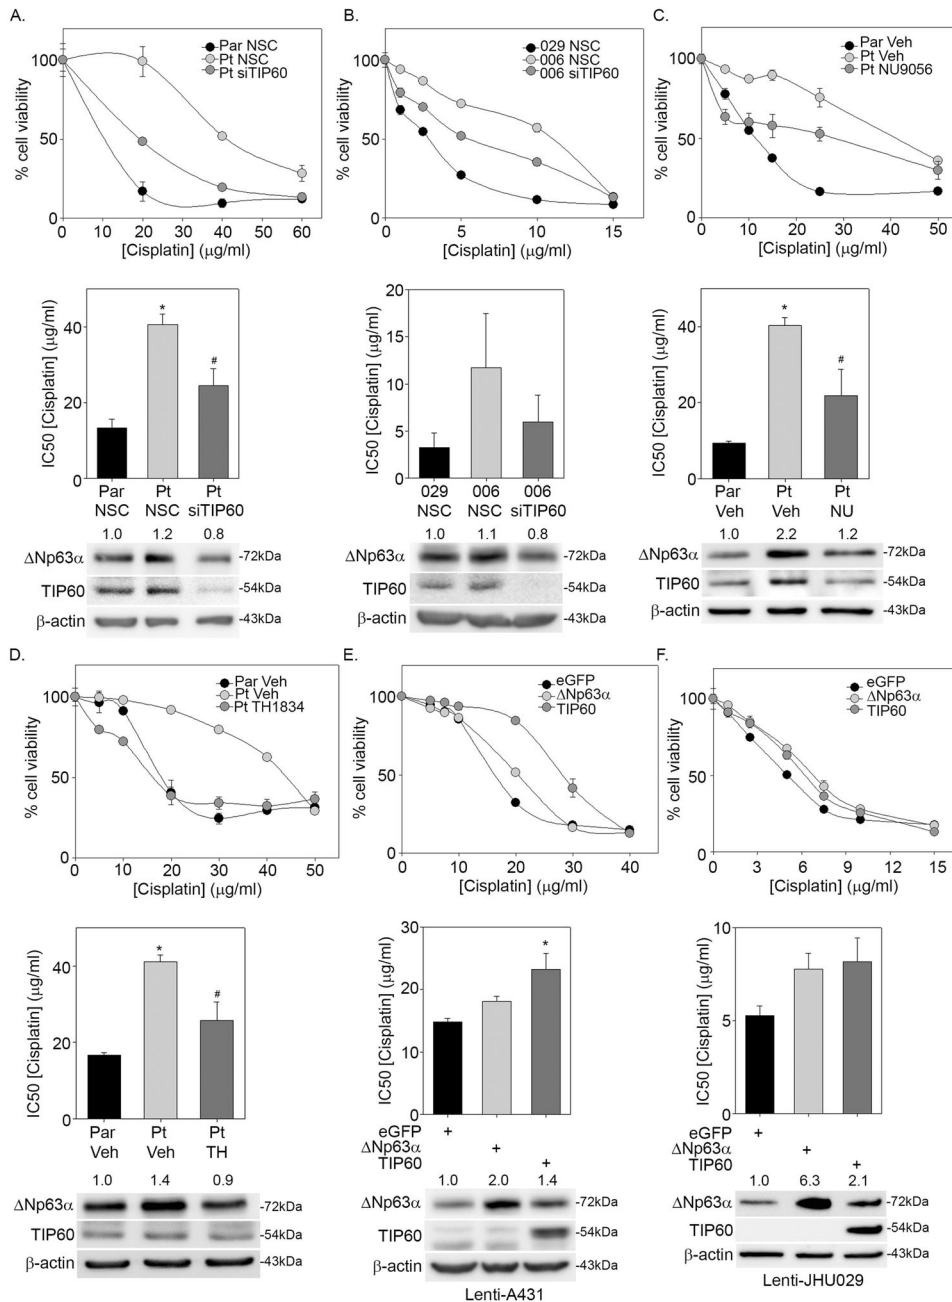 A.
Par NSC
Pt NSC
Pt siTIP60
% cell viability
100
50
0
0 20 40 60
[Cisplatin] (μg/ml)
IC50 [Cisplatin] (μg/ml)
40
20
0
*
#
Par NSC
Pt NSC
Pt siTIP60
1.0 1.2 0.8
ΔNp63α -72kDa
TIP60 -54kDa
β-actin -43kDa
B.
029 NSC
006 NSC
006 siTIP60
% cell viability
100
50
0
0 5 10 15
[Cisplatin] (μg/ml)
IC50 [Cisplatin] (μg/ml)
20
15
10
5
0
029 NSC
006 NSC
006 siTIP60
1.0 1.1 0.8
ΔNp63α -72kDa
TIP60 -54kDa
β-actin -43kDa
C.
Par Veh
Pt Veh
Pt NU9056
% cell viability
100
50
0
0 10 20 30 40 50
[Cisplatin] (μg/ml)
IC50 [Cisplatin] (μg/ml)
40
20
0
*
#
Par Veh
Pt Veh
Pt NU
1.0 2.2 1.2
ΔNp63α -72kDa
TIP60 -54kDa
β-actin -43kDa
D.
Par Veh
Pt Veh
Pt TH1834
% cell viability
100
50
0
0 10 20 30 40 50
[Cisplatin] (μg/ml)
IC50 [Cisplatin] (μg/ml)
40
20
0
*
#
Par Veh
Pt Veh
Pt TH
1.0 1.4 0.9
ΔNp63α -72kDa
TIP60 -54kDa
β-actin -43kDa
E.
eGFP
ΔNp63α
TIP60
% cell viability
100
50
0
0 10 20 30 40
[Cisplatin] (μg/ml)
IC50 [Cisplatin] (μg/ml)
30
20
10
0
*
eGFP +
ΔNp63α +
TIP60 +
1.0 2.0 1.4
ΔNp63α -72kDa
TIP60 -54kDa
β-actin -43kDa
Lenti-A431
F.
eGFP
ΔNp63α
TIP60
% cell viability
100
50
0
0 3 6 9 12 15
[Cisplatin] (μg/ml)
IC50 [Cisplatin] (μg/ml)
10
5
0
eGFP +
ΔNp63α +
TIP60 +
1.0 6.3 2.1
ΔNp63α -72kDa
TIP60 -54kDa
β-actin -43kDa
Lenti-JHU029